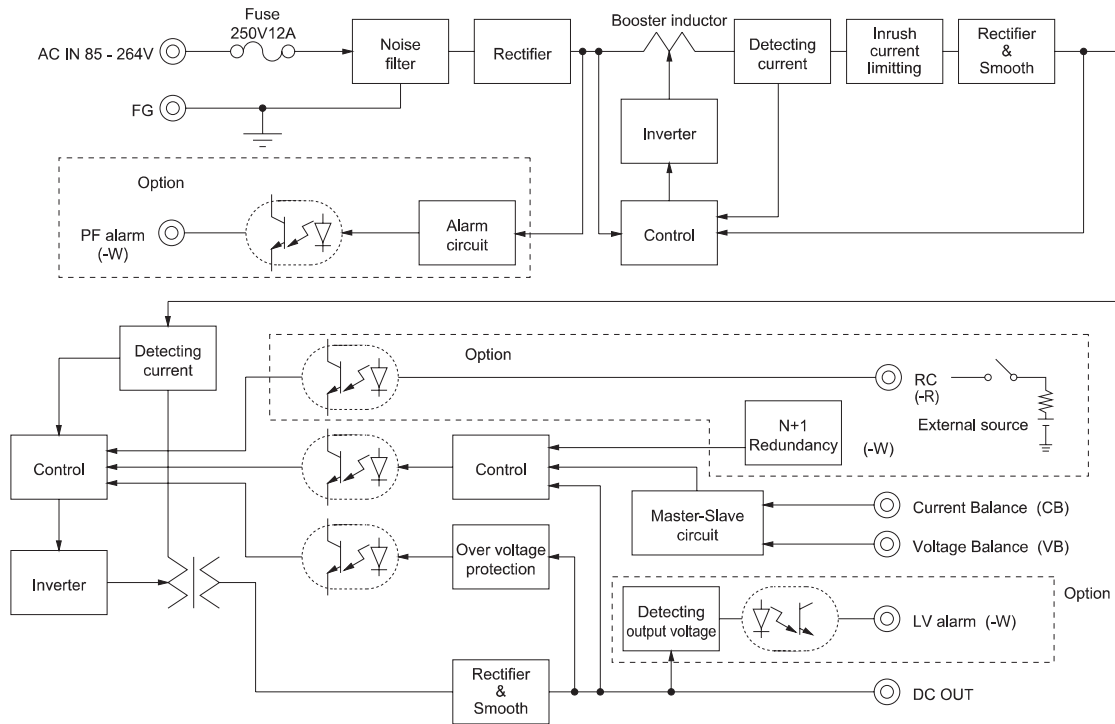 Fuse
250V12A
AC IN 85 - 264V
Noise
filter
Rectifier
Booster inductor
Detecting
current
Inrush
current
limitting
Rectifier
&
Smooth
FG
Inverter
Option
PF alarm
(-W)
Alarm
circuit
Control
Detecting
current
Option
RC
(-R)
External source
N+1
Redundancy
(-W)
Control
Control
Master-Slave
circuit
Current Balance (CB)
Voltage Balance (VB)
Inverter
Over voltage
protection
Option
Detecting
output voltage
LV alarm (-W)
Rectifier
&
Smooth
DC OUT